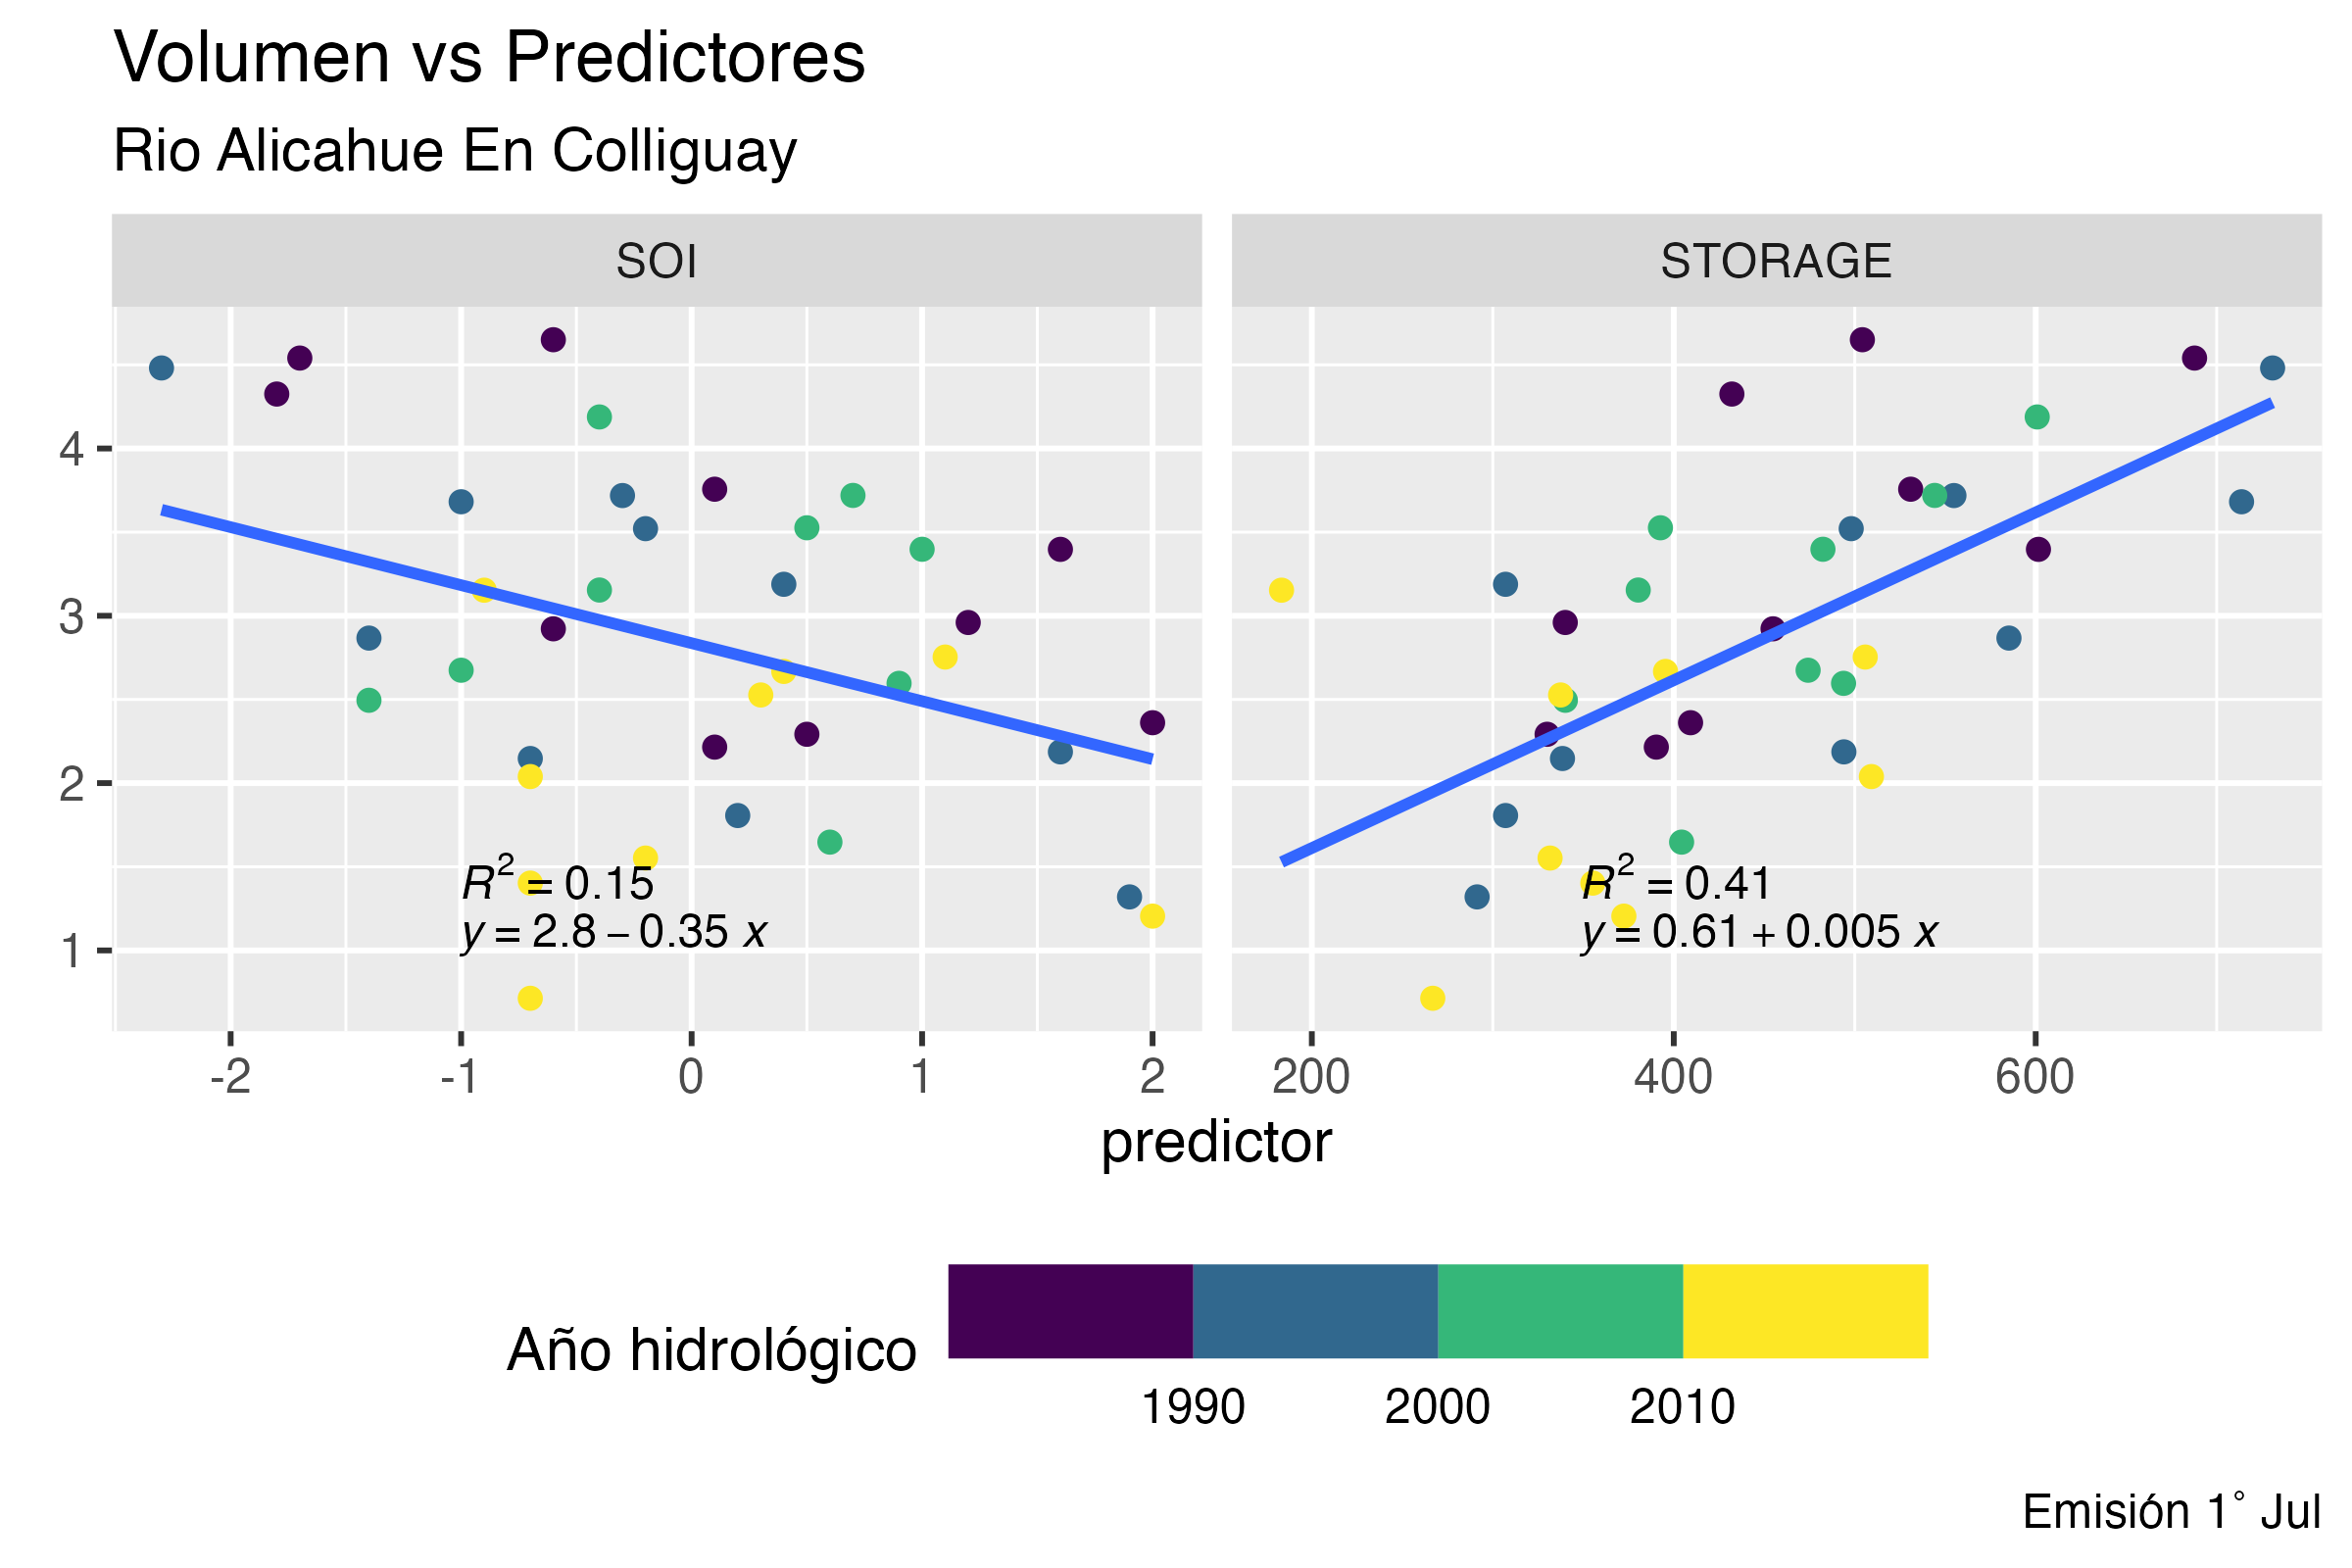 Volumen vs Predictores
Rio Alicahue En Colliguay
SOI
STORAGE
4
3
2
1
R² = 0.15
y = 2.8 − 0.35 x
R² = 0.41
y = 0.61 + 0.005 x
-2 -1 0 1 2
200 400 600
predictor
Año hidrológico
1990 2000 2010
Emisión 1° Jul